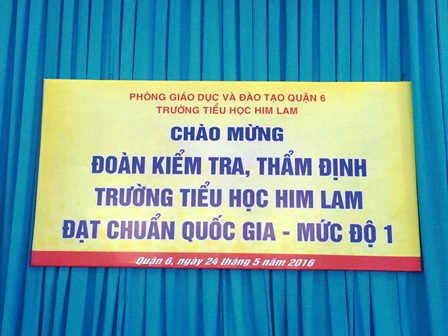 PHÒNG GIÁO DỤC VÀ ĐÀO TẠO QUẬN 6
TRƯỜNG TIỂU HỌC HIM LAM
CHÀO MỪNG
ĐOÀN KIỂM TRA, THẨM ĐỊNH
TRƯỜNG TIỂU HỌC HIM LAM
ĐẠT CHUẨN QUỐC GIA - MỨC ĐỘ 1
Quận 6, ngày 24 tháng 5 năm 2016